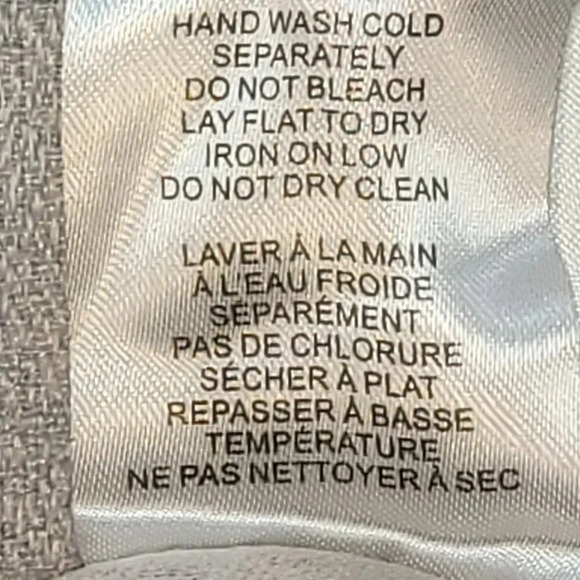 HAND WASH COLD
SEPARATELY
DO NOT BLEACH
LAY FLAT TO DRY
IRON ON LOW
DO NOT DRY CLEAN
LAVER À LA MAIN
À L'EAU FROIDE
SÉPARÉMENT
PAS DE CHLORURE
SÉCHER À PLAT
REPASSER À BASSE
TEMPÉRATURE
NE PAS NETTOYER À SEC